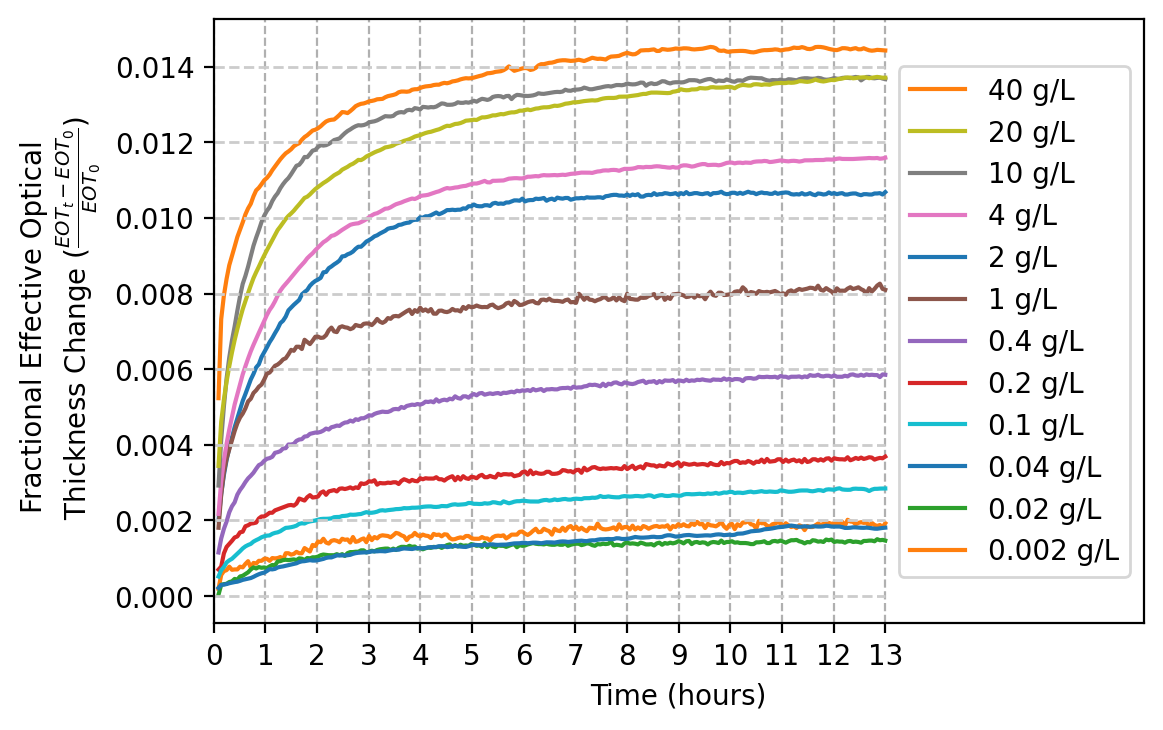 Fractional Effective Optical
Thickness Change (\frac{EOT_t - EOT_0}{EOT_0})
0.014
0.012
0.010
0.008
0.006
0.004
0.002
0.000
0 1 2 3 4 5 6 7 8 9 10 11 12 13
Time (hours)
40 g/L
20 g/L
10 g/L
4 g/L
2 g/L
1 g/L
0.4 g/L
0.2 g/L
0.1 g/L
0.04 g/L
0.02 g/L
0.002 g/L